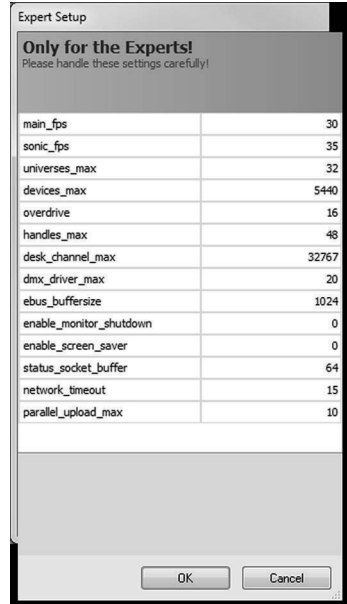 Expert Setup
Only for the Experts!
Please handle these settings carefully!
main_fps 30
sonic_fps 35
universes_max 32
devices_max 5440
overdrive 16
handles_max 48
desk_channel_max 32767
dmx_driver_max 20
ebus_buffersize 1024
enable_monitor_shutdown 0
enable_screen_saver 0
status_socket_buffer 64
network_timeout 15
parallel_upload_max 10
OK Cancel